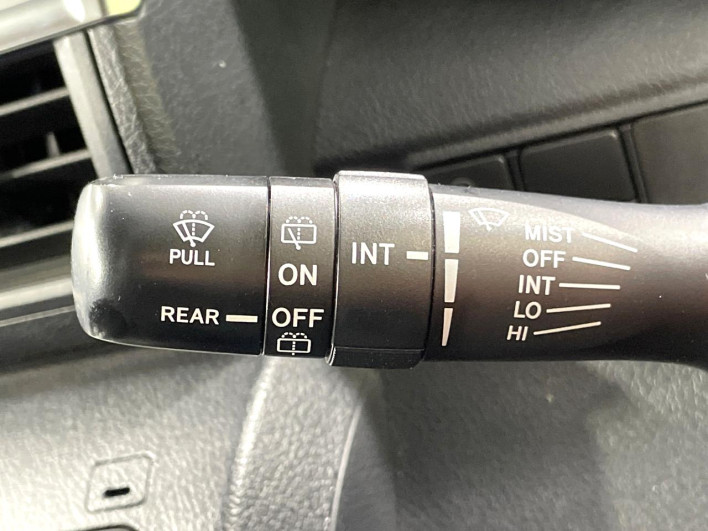 PULL
REAR
ON
OFF
INT
MIST
OFF
INT
LO
HI